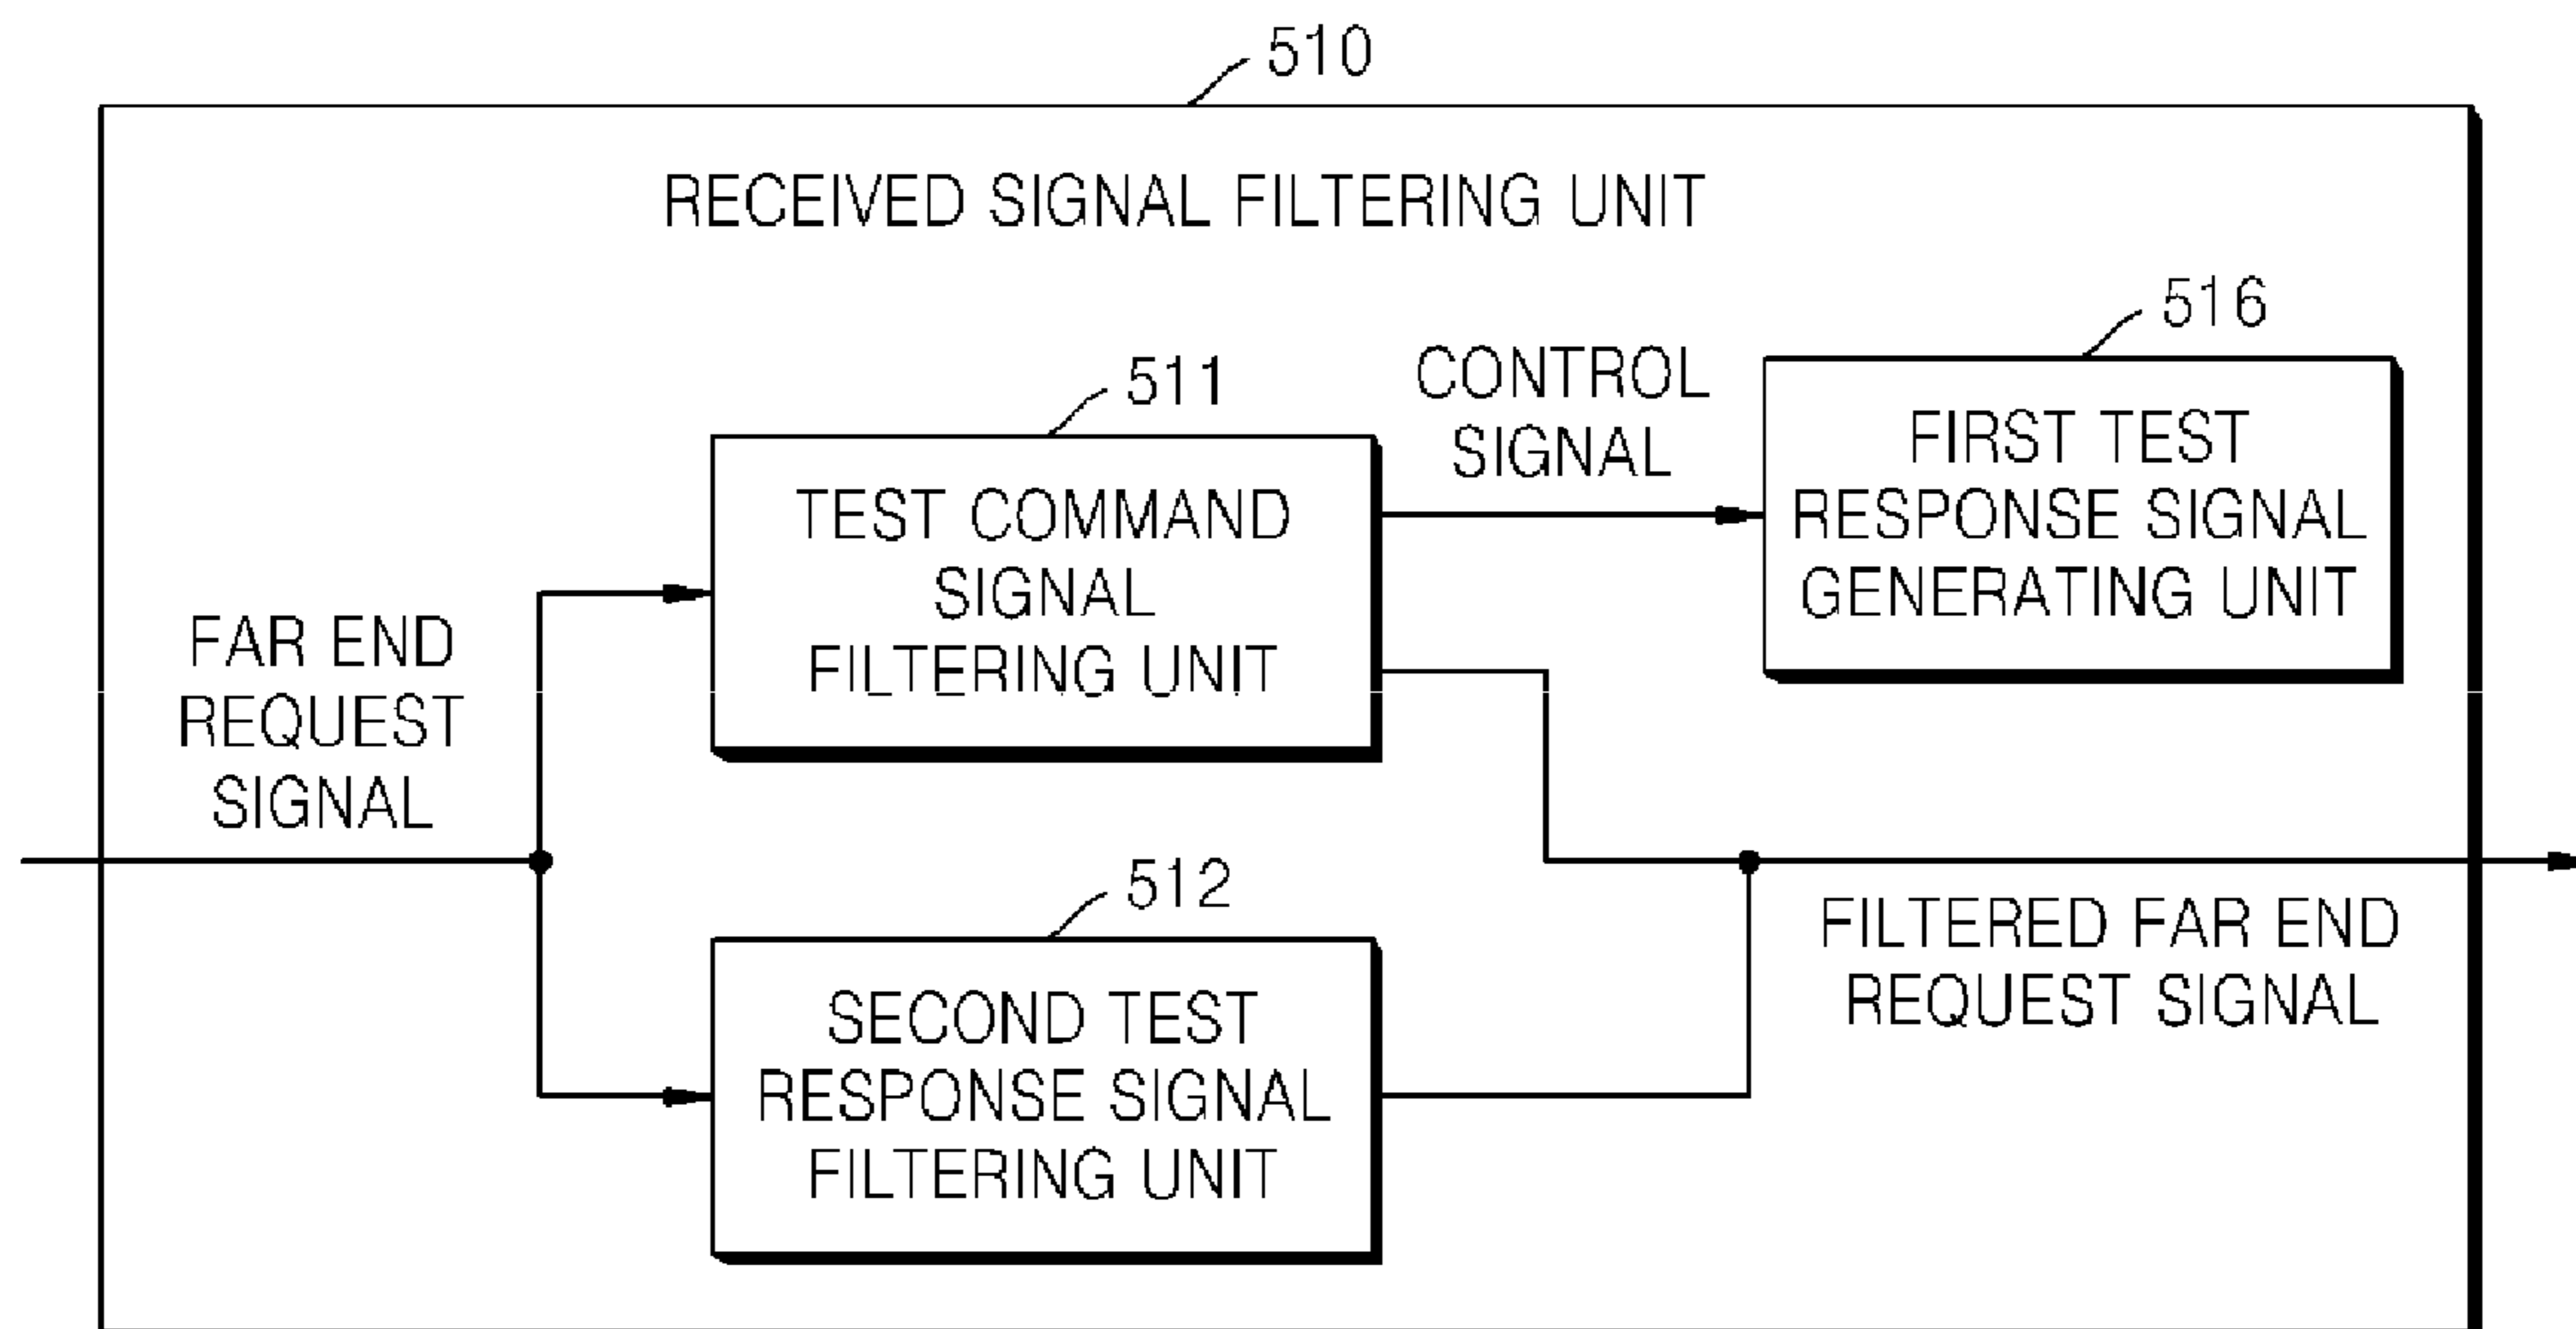 510
RECEIVED SIGNAL FILTERING UNIT
516
511
CONTROL
SIGNAL
FIRST TEST
RESPONSE SIGNAL
GENERATING UNIT
TEST COMMAND
SIGNAL
FILTERING UNIT
FAR END
REQUEST
SIGNAL
512
SECOND TEST
RESPONSE SIGNAL
FILTERING UNIT
FILTERED FAR END
REQUEST SIGNAL